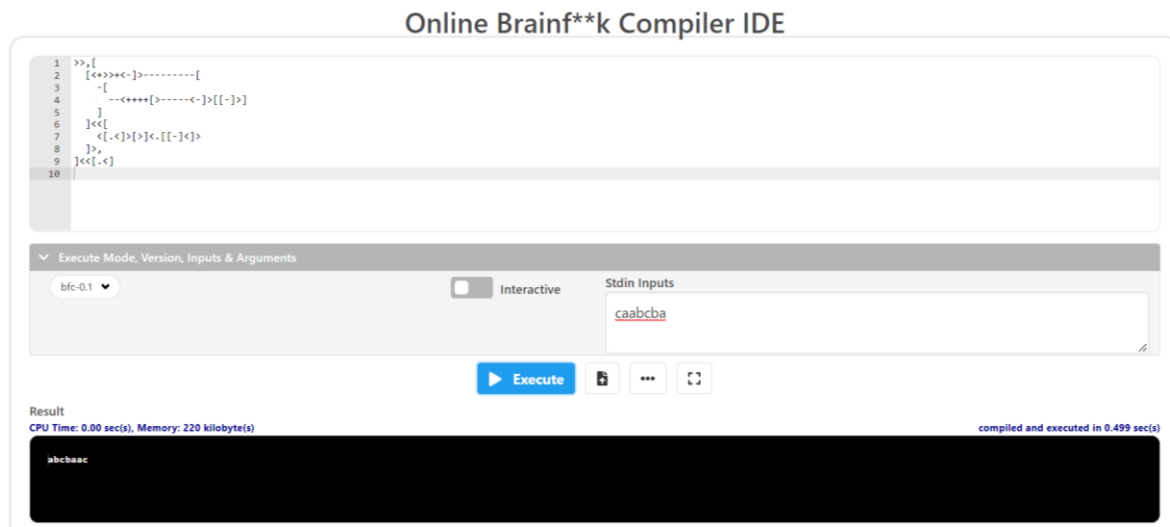 Online Brainf**k Compiler IDE
1 >>,[
2 [<+>>+<-]>---------[
3 -[
4 --<++++[>-----<-]>[[-]>]
5 ]
6 ]<<[
7 <[.<]>[>]<.[[-]<]>
8 ]>,
9 ]<<[.<]
10
Execute Mode, Version, Inputs & Arguments
bfc-0.1
Interactive
Stdin Inputs
caabcba
Execute
Result
CPU Time: 0.00 sec(s), Memory: 220 kilobyte(s)
compiled and executed in 0.499 sec(s)
abcbaac